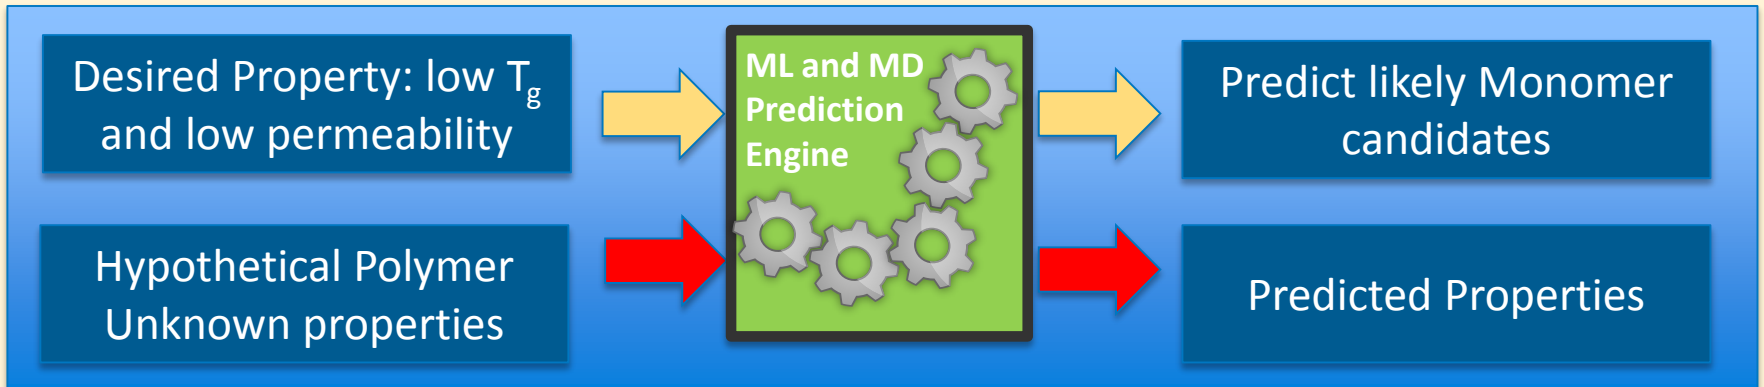 Desired Property: low Tg
and low permeability
ML and MD
Prediction
Engine
Predict likely Monomer
candidates
Hypothetical Polymer
Unknown properties
Predicted Properties